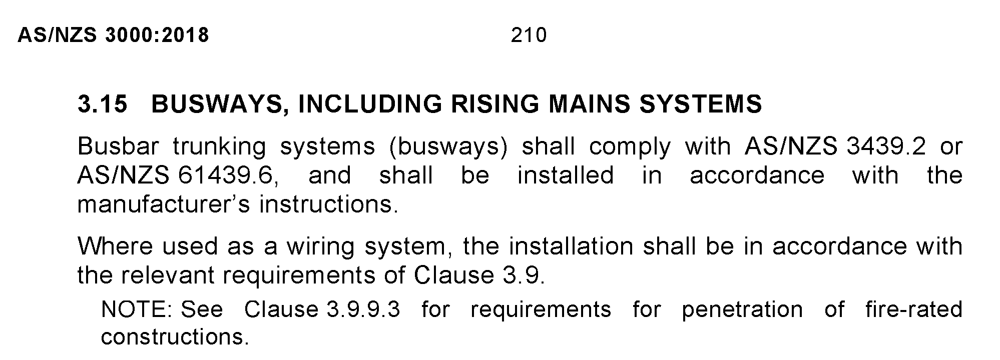 AS/NZS 3000:2018 210
3.15 BUSWAYS, INCLUDING RISING MAINS SYSTEMS
Busbar trunking systems (busways) shall comply with AS/NZS 3439.2 or
AS/NZS 61439.6, and shall be installed in accordance with the
manufacturer’s instructions.
Where used as a wiring system, the installation shall be in accordance with
the relevant requirements of Clause 3.9.
NOTE: See Clause 3.9.9.3 for requirements for penetration of fire-rated
constructions.